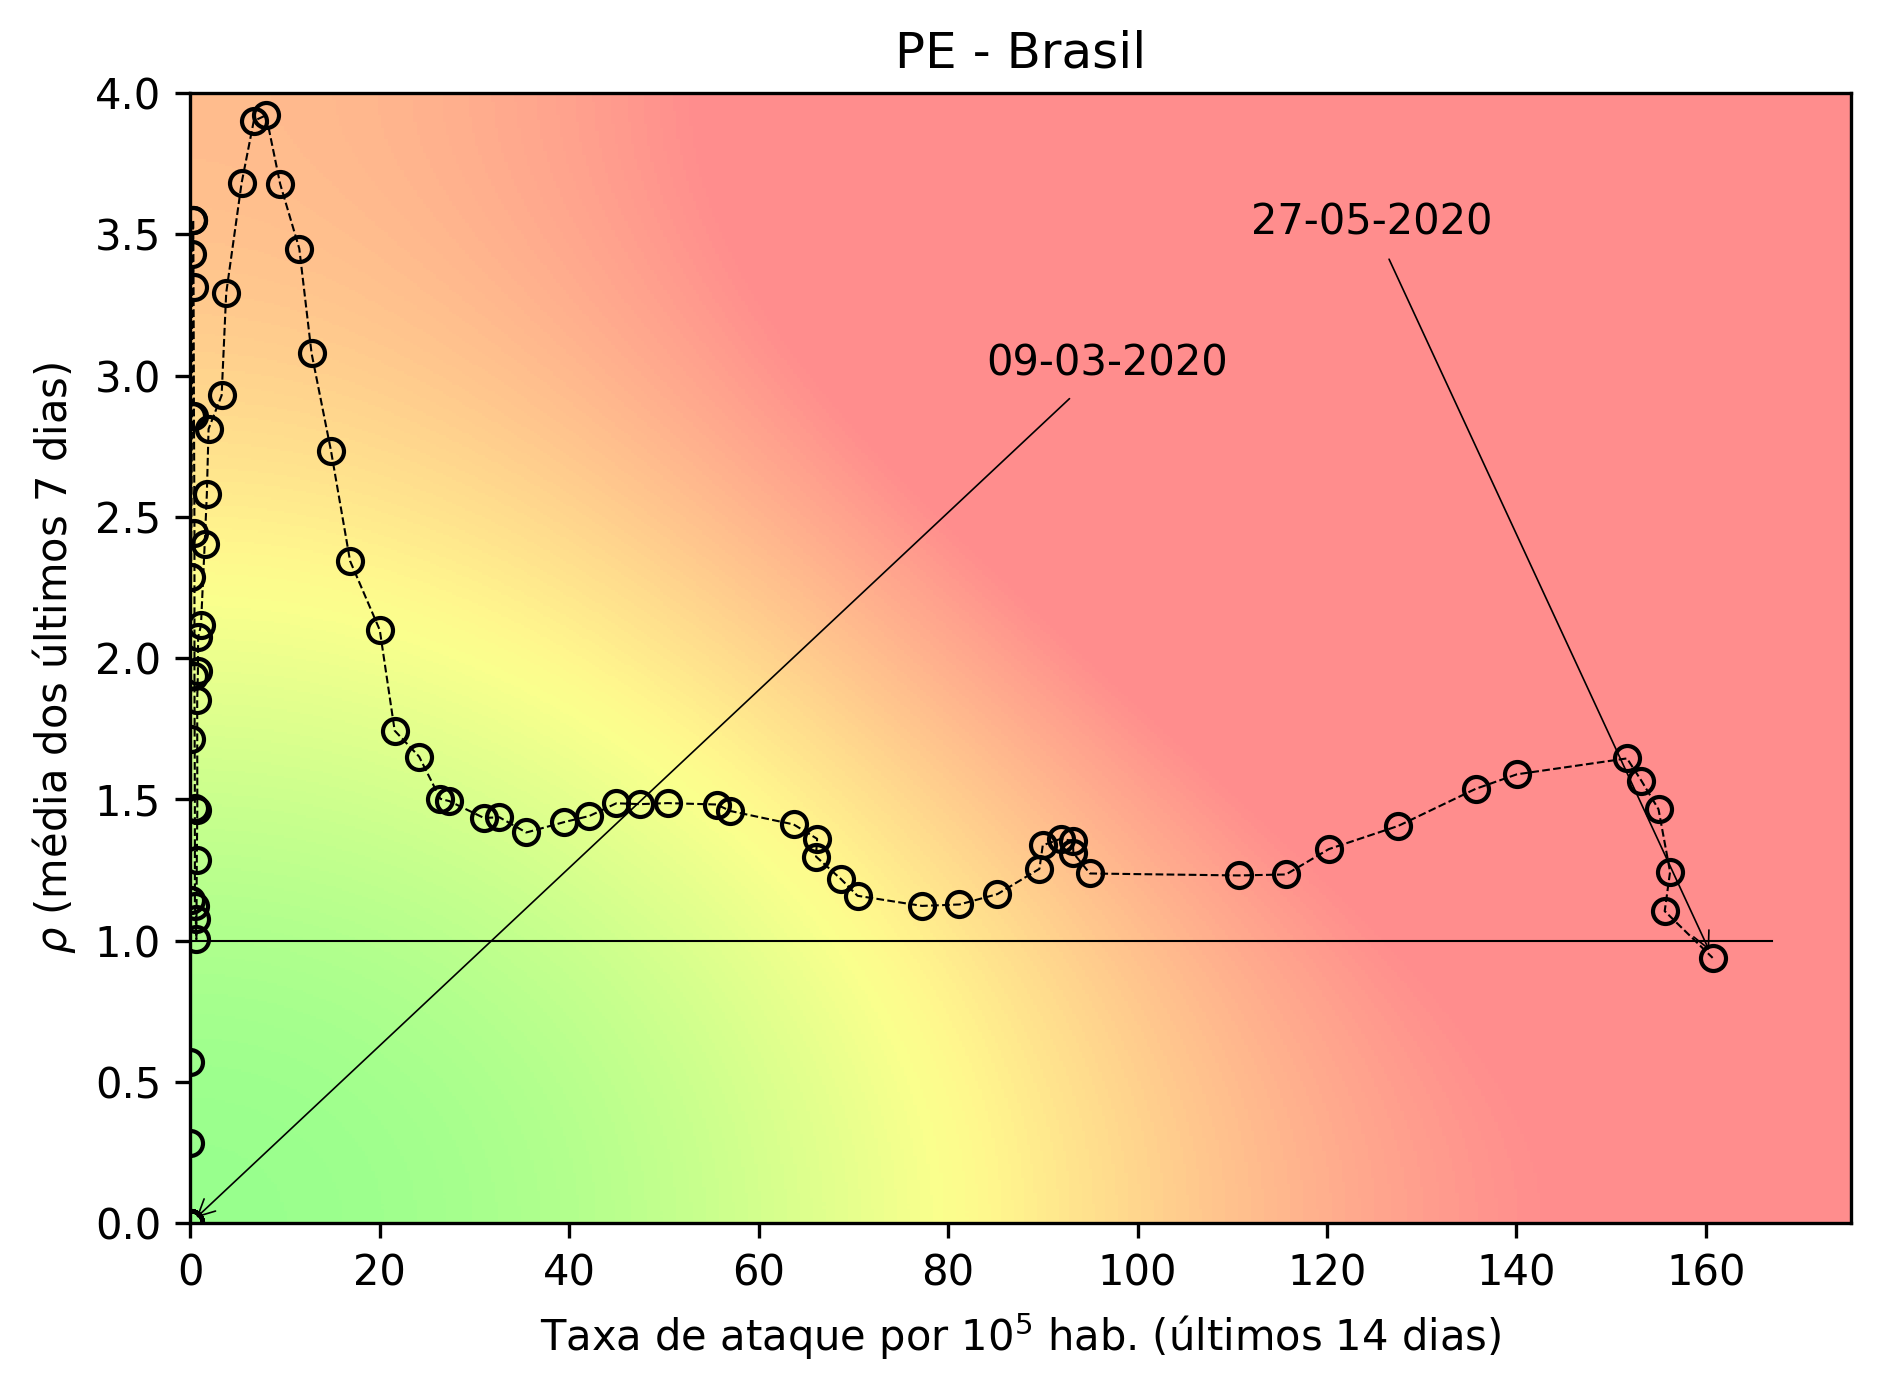 PE - Brasil
4.0
3.5
3.0
2.5
2.0
1.5
1.0
0.5
0.0
ρ (média dos últimos 7 dias)
27-05-2020
09-03-2020
0 20 40 60 80 100 120 140 160
Taxa de ataque por 10⁵ hab. (últimos 14 dias)